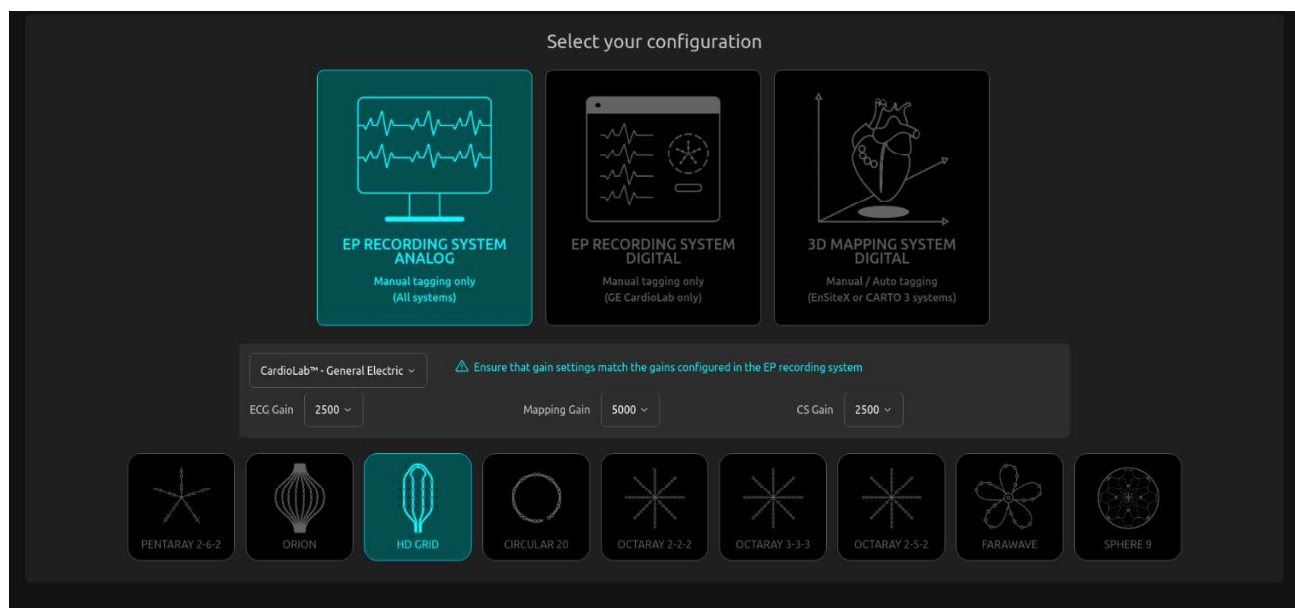 Select your configuration
EP RECORDING SYSTEM
ANALOG
Manual tagging only
(All systems)
EP RECORDING SYSTEM
DIGITAL
Manual tagging only
(GE CardioLab only)
3D MAPPING SYSTEM
DIGITAL
Manual / Auto tagging
(EnSiteX or CARTO 3 systems)
CardioLab™ - General Electric
Ensure that gain settings match the gains configured in the EP recording system
ECG Gain 2500
Mapping Gain 5000
CS Gain 2500
PENTARAY 2-6-2
ORION
HD GRID
CIRCULAR 20
OCTARAY 2-2-2
OCTARAY 3-3-3
OCTARAY 2-5-2
FARAWAVE
SPHERE 9